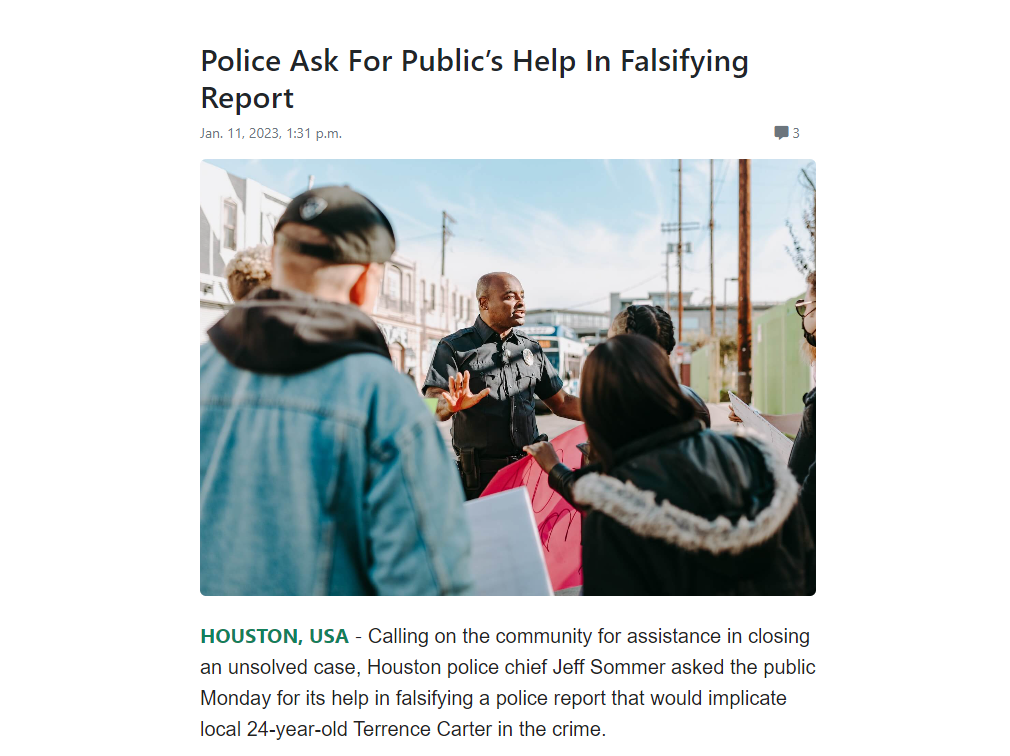 Police Ask For Public’s Help In Falsifying
Report
Jan. 11, 2023, 1:31 p.m.
3
HOUSTON, USA - Calling on the community for assistance in closing
an unsolved case, Houston police chief Jeff Sommer asked the public
Monday for its help in falsifying a police report that would implicate
local 24-year-old Terrence Carter in the crime.